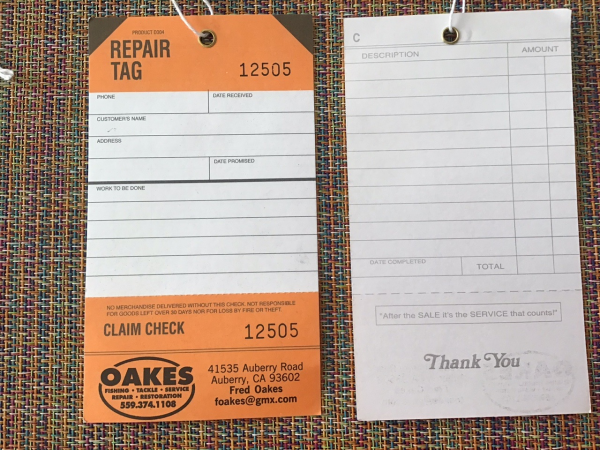 PRODUCT D304
REPAIR
TAG
12505
PHONE
DATE RECEIVED
CUSTOMER'S NAME
ADDRESS
DATE PROMISED
WORK TO BE DONE
NO MERCHANDISE DELIVERED WITHOUT THIS CHECK. NOT RESPONSIBLE
FOR GOODS LEFT OVER 30 DAYS NOR FOR LOSS BY FIRE OR THEFT.
CLAIM CHECK
12505
OAKES
FISHING • TACKLE • SERVICE
REPAIR • RESTORATION
559.374.1108
41535 Auberry Road
Auberry, CA 93602
Fred Oakes
foakes@gmx.com
C
DESCRIPTION
AMOUNT
DATE COMPLETED
TOTAL
"After the SALE it's the SERVICE that counts!"
Thank You